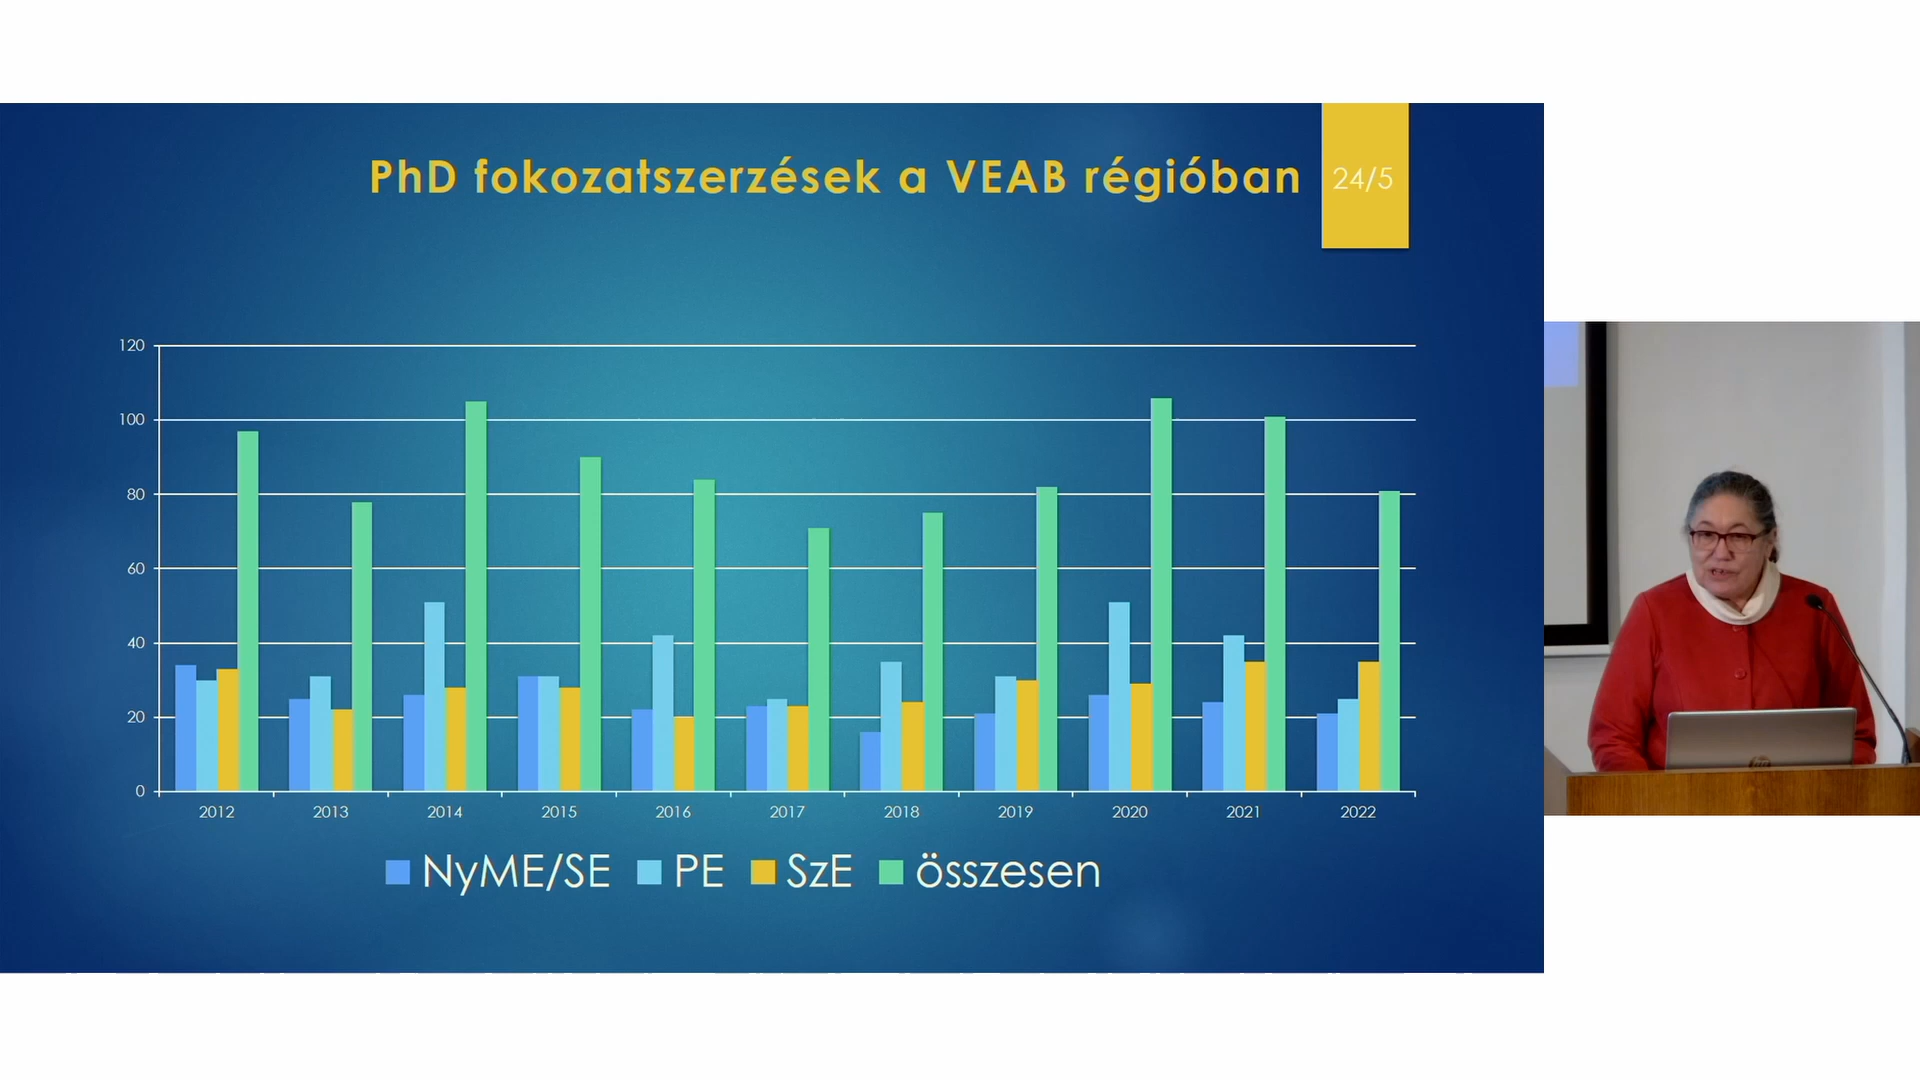 PhD fokozatszerzések a VEAB régióban
24/5
120
100
80
60
40
20
0
2012 2013 2014 2015 2016 2017 2018 2019 2020 2021 2022
NyME/SE PE SzE összesen